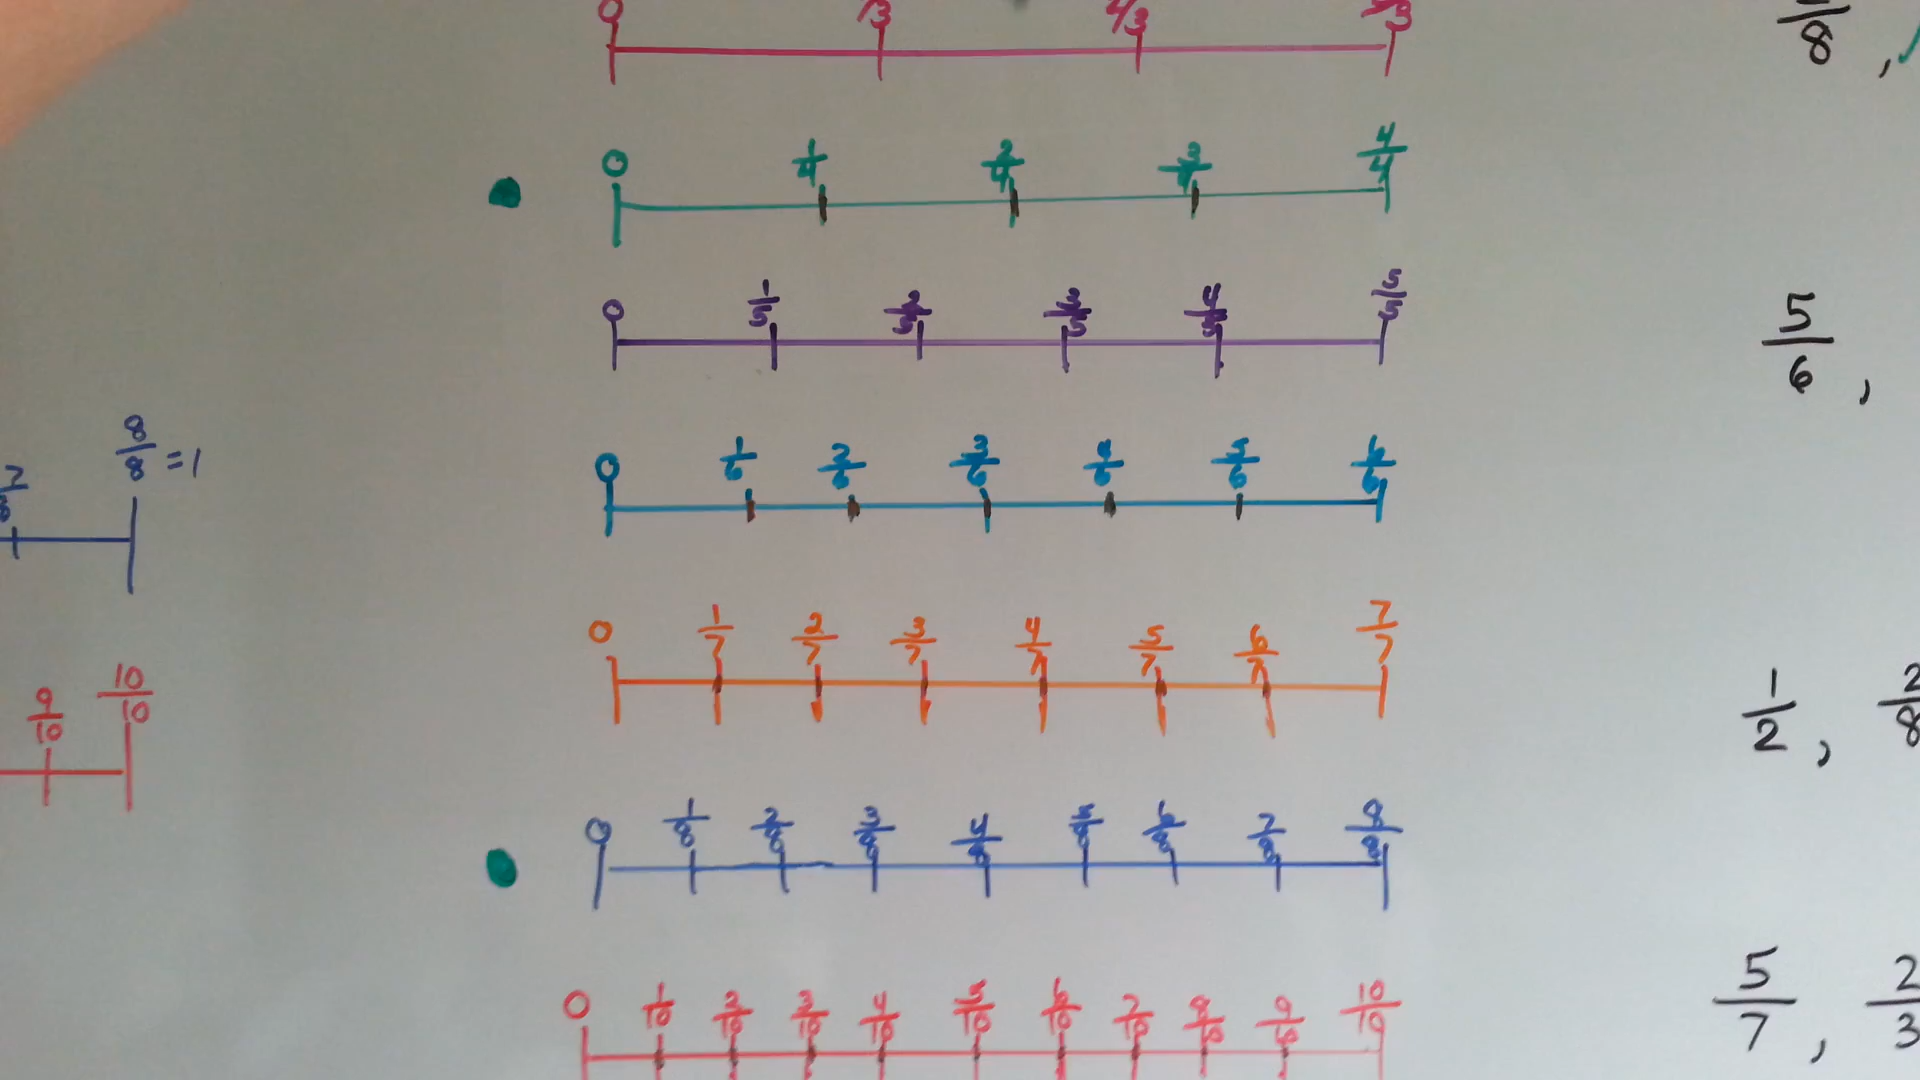 0 1/3 2/3 3/3
0 1/4 2/4 3/4 4/4
0 1/5 2/5 3/5 4/5 5/5
0 1/6 2/6 3/6 4/6 5/6 6/6
0 1/7 2/7 3/7 4/7 5/7 6/7 7/7
0 1/8 2/8 3/8 4/8 5/8 6/8 7/8 8/8
0 1/10 2/10 3/10 4/10 5/10 6/10 7/10 8/10 9/10 10/10
7/8 8/8 = 1
9/10 10/10
5/6 ,
1/2 , 2/8
5/7 , 2/3